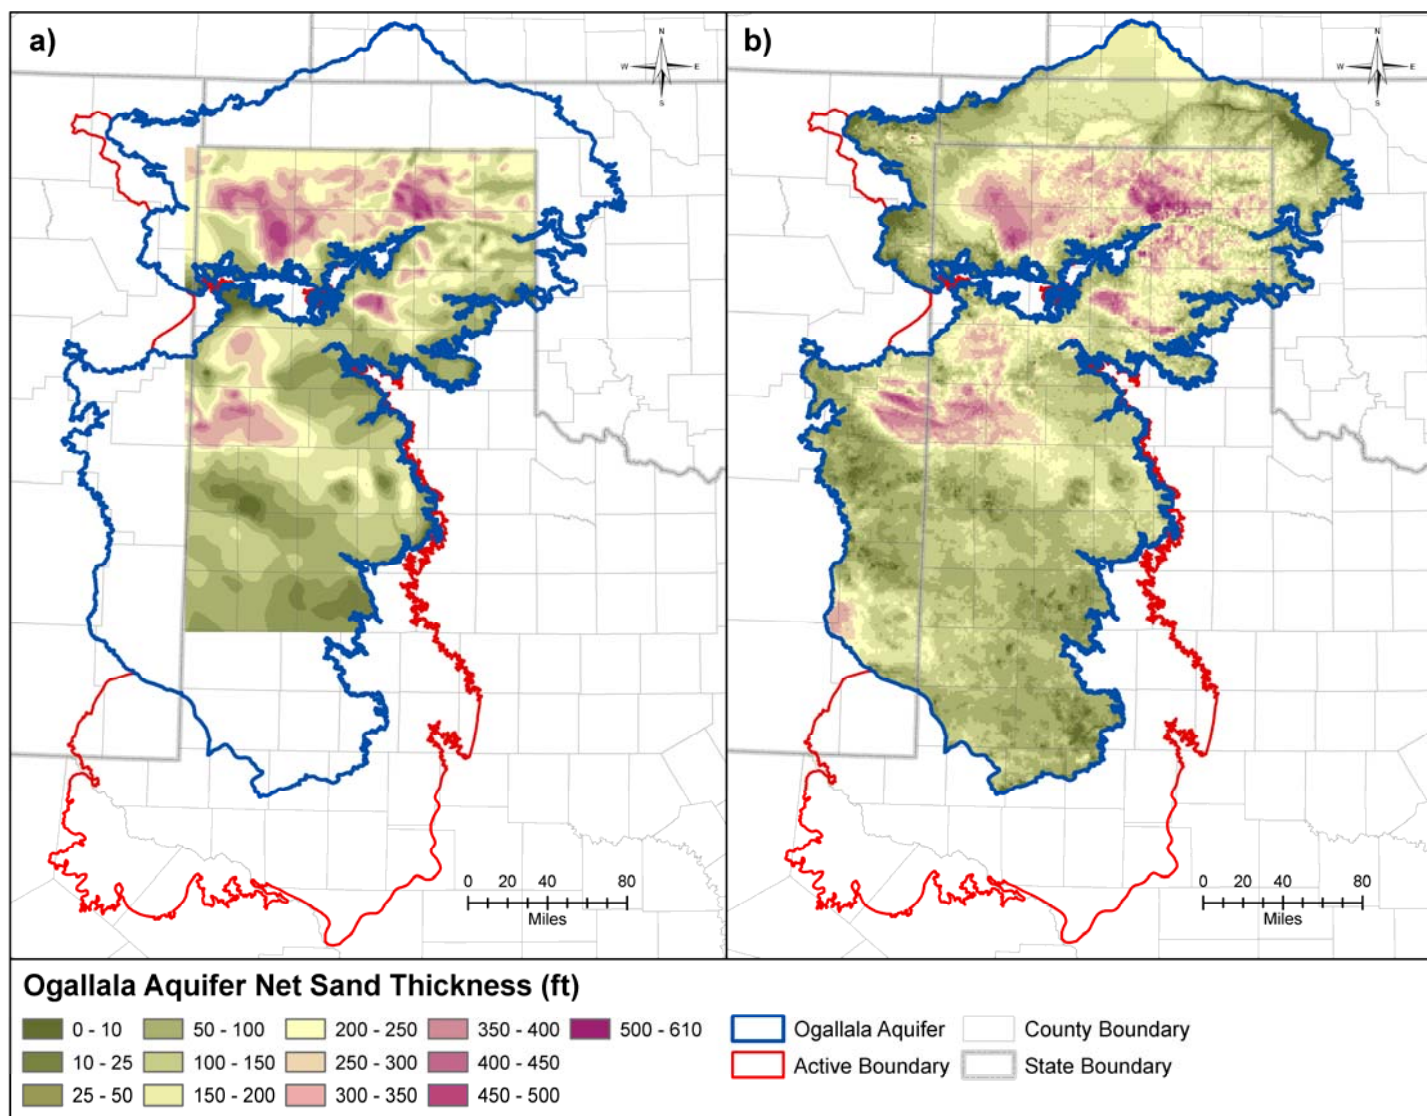 a)
N
W E
S
0 20 40 80
Miles
b)
N
W E
S
0 20 40 80
Miles
Ogallala Aquifer Net Sand Thickness (ft)
0 - 10 50 - 100 200 - 250 350 - 400 500 - 610
10 - 25 100 - 150 250 - 300 400 - 450
25 - 50 150 - 200 300 - 350 450 - 500
Ogallala Aquifer County Boundary
Active Boundary State Boundary